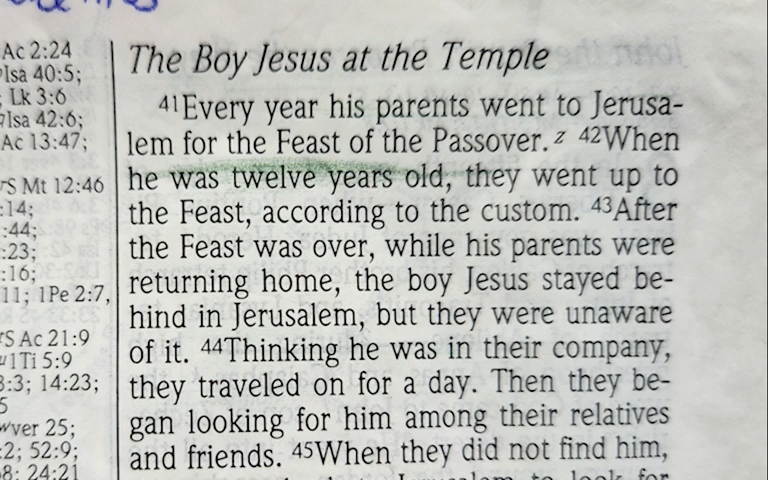 Ac 2:24
Isa 40:5;
Lk 3:6
Isa 42:6;
Ac 13:47;
S Mt 12:46
:14;
:44;
:23;
:16;
11; 1Pe 2:7,
S Ac 21:9
1Ti 5:9
3:3; 14:23;
5
ver 25;
:2; 52:9;
8; 24:21
The Boy Jesus at the Temple
41Every year his parents went to Jerusa-
lem for the Feast of the Passover. z 42When
he was twelve years old, they went up to
the Feast, according to the custom. 43After
the Feast was over, while his parents were
returning home, the boy Jesus stayed be-
hind in Jerusalem, but they were unaware
of it. 44Thinking he was in their company,
they traveled on for a day. Then they be-
gan looking for him among their relatives
and friends. 45When they did not find him,
Jerusalem to look for